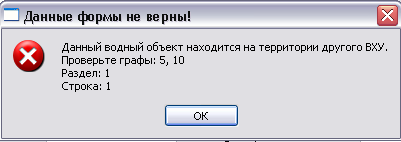 Данные формы не верны!
Данный водный объект находится на территории другого ВХУ.
Проверьте графы: 5, 10
Раздел: 1
Строка: 1
OK